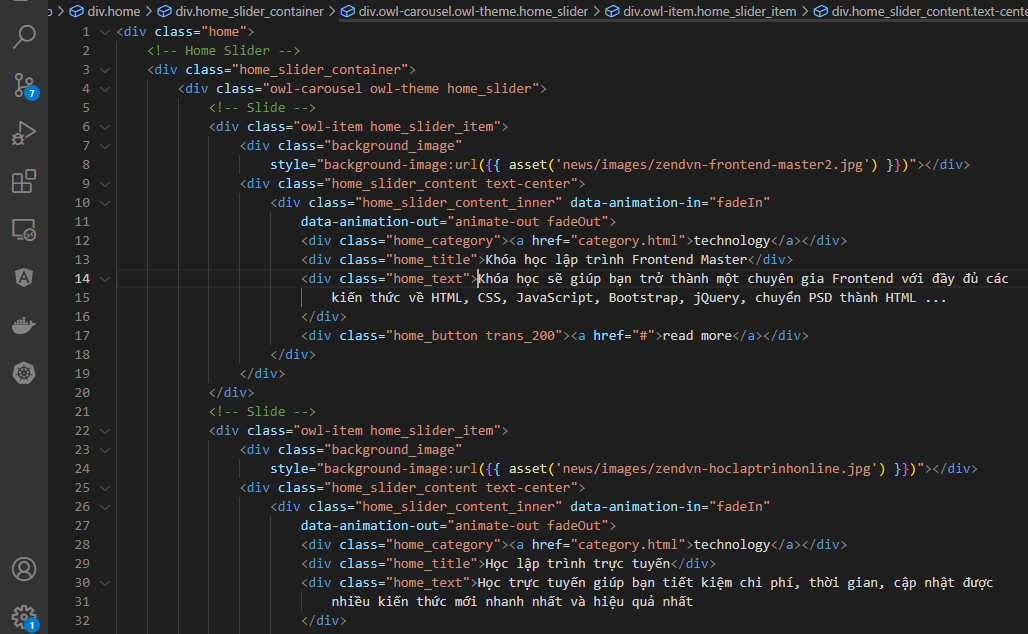 div.home > div.home_slider_container > div.owl-carousel.owl-theme.home_slider > div.owl-item.home_slider_item > div.home_slider_content.text-cente
1 <div class="home">
2 <!-- Home Slider -->
3 <div class="home_slider_container">
4 <div class="owl-carousel owl-theme home_slider">
5 <!-- Slide -->
6 <div class="owl-item home_slider_item">
7 <div class="background_image"
8 style="background-image:url({{ asset('news/images/zendvn-frontend-master2.jpg') }})"></div>
9 <div class="home_slider_content text-center">
10 <div class="home_slider_content_inner" data-animation-in="fadeIn"
11 data-animation-out="animate-out fadeOut">
12 <div class="home_category"><a href="category.html">technology</a></div>
13 <div class="home_title">Khóa học lập trình Frontend Master</div>
14 <div class="home_text">Khóa học sẽ giúp bạn trở thành một chuyên gia Frontend với đầy đủ các
15 kiến thức về HTML, CSS, JavaScript, Bootstrap, jQuery, chuyển PSD thành HTML ...
16 </div>
17 <div class="home_button trans_200"><a href="#">read more</a></div>
18 </div>
19 </div>
20 </div>
21 <!-- Slide -->
22 <div class="owl-item home_slider_item">
23 <div class="background_image"
24 style="background-image:url({{ asset('news/images/zendvn-hoclaptrinhonline.jpg') }})"></div>
25 <div class="home_slider_content text-center">
26 <div class="home_slider_content_inner" data-animation-in="fadeIn"
27 data-animation-out="animate-out fadeOut">
28 <div class="home_category"><a href="category.html">technology</a></div>
29 <div class="home_title">Học lập trình trực tuyến</div>
30 <div class="home_text">Học trực tuyến giúp bạn tiết kiệm chi phí, thời gian, cập nhật được
31 nhiều kiến thức mới nhanh nhất và hiệu quả nhất
32 </div>
7
1